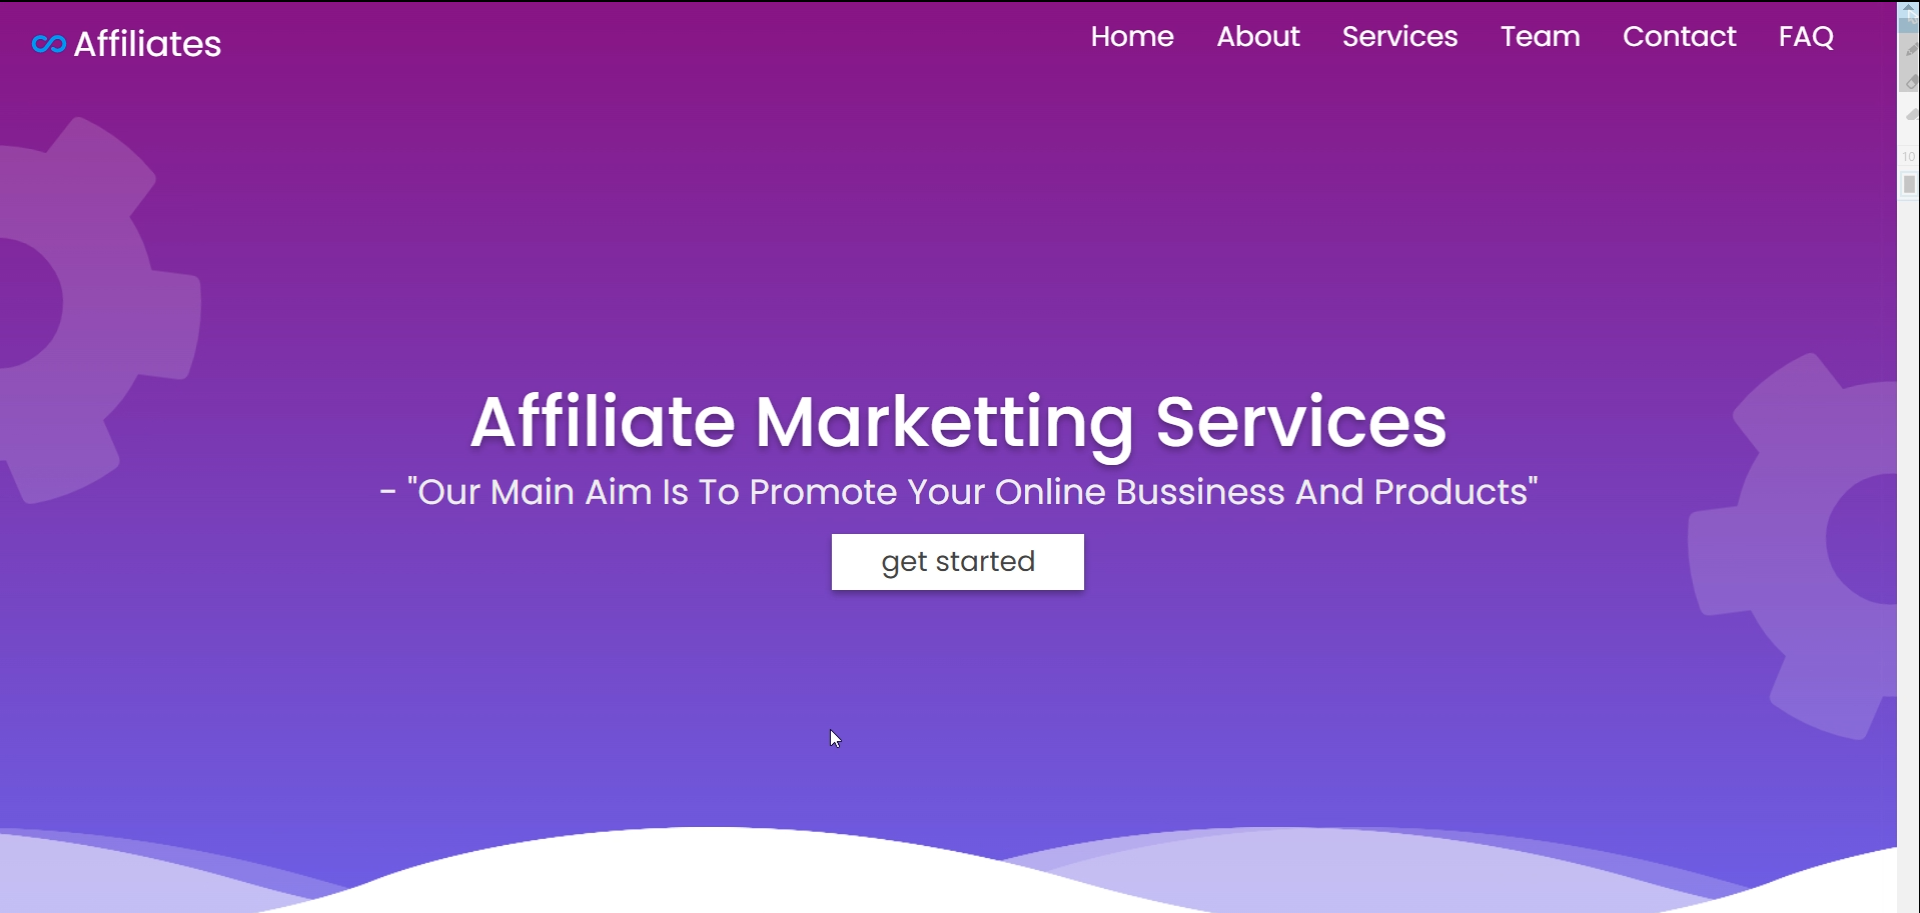 Affiliates
Home About Services Team Contact FAQ
10
Affiliate Marketting Services
- "Our Main Aim Is To Promote Your Online Bussiness And Products"
get started